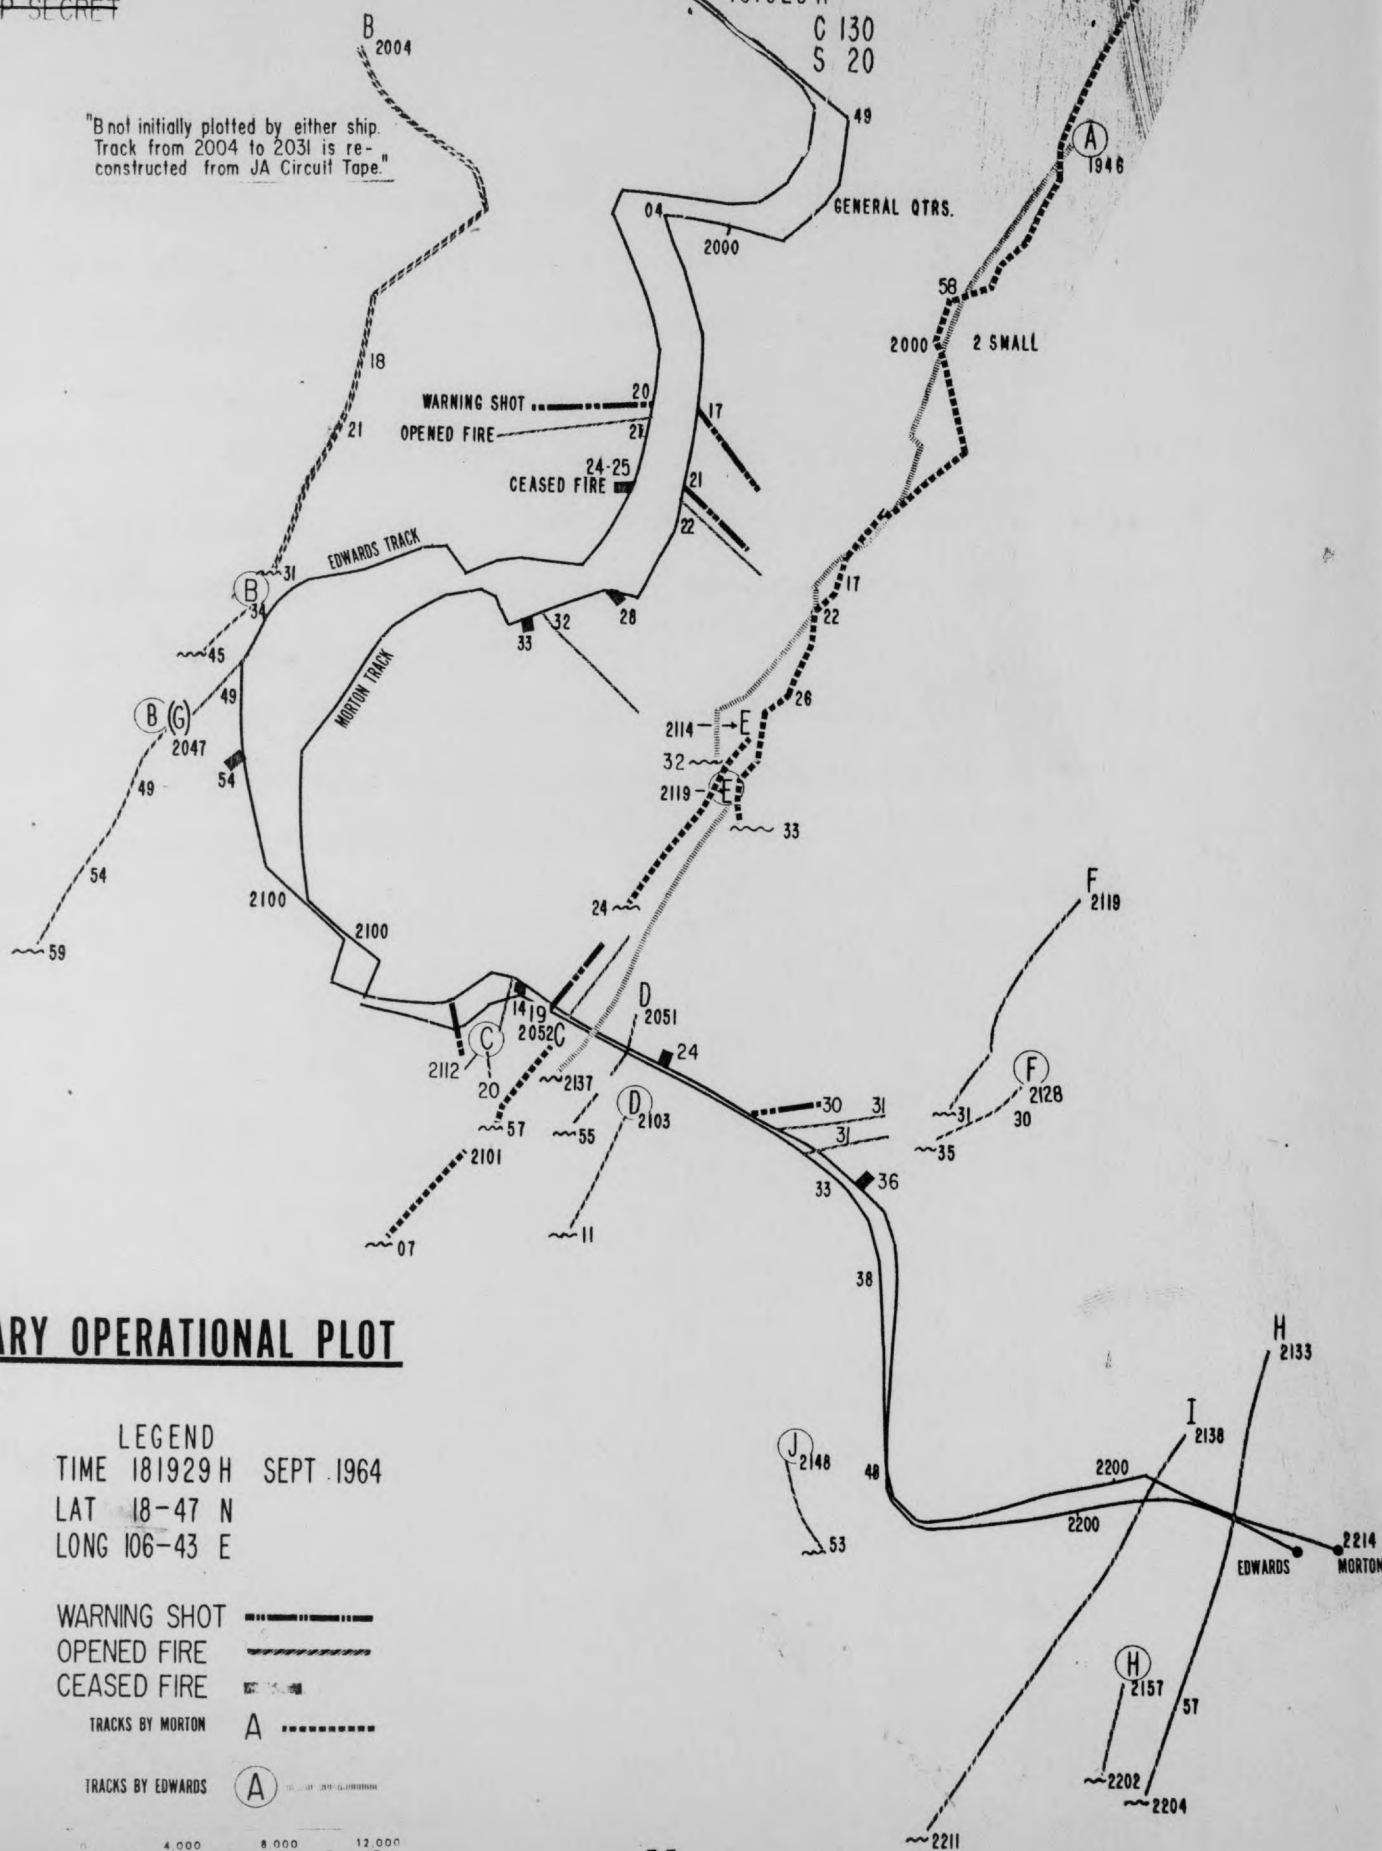 P SECRET
B
2004
C 130
S 20
"B not initially plotted by either ship.
Track from 2004 to 2031 is re-
constructed from JA Circuit Tape."
49
A
1946
GENERAL QTRS.
04
2000
58
2000
2 SMALL
18
WARNING SHOT
20
17
21
OPENED FIRE
21
24-25
CEASED FIRE
21
22
EDWARDS TRACK
31
B
34
17
22
28
32
33
45
MORTON TRACK
49
26
B (G)
2047
2114 E
32
54
49
2119 E
33
54
2100
F
2119
24
2100
59
D
2051
14
19
C
2052 C
24
2112
20
2137
F
2128
D
2103
30
31
31
30
57
55
31
35
2101
33
36
11
07
38
ARY OPERATIONAL PLOT
H
2133
I
2138
LEGEND
TIME 181929 H SEPT 1964
LAT 18-47 N
LONG 106-43 E
J
2148
48
2200
2200
53
2214
EDWARDS
MORTON
WARNING SHOT
OPENED FIRE
CEASED FIRE
TRACKS BY MORTON A
TRACKS BY EDWARDS A
H
2157
57
2202
2204
2211
4,000 8,000 12,000